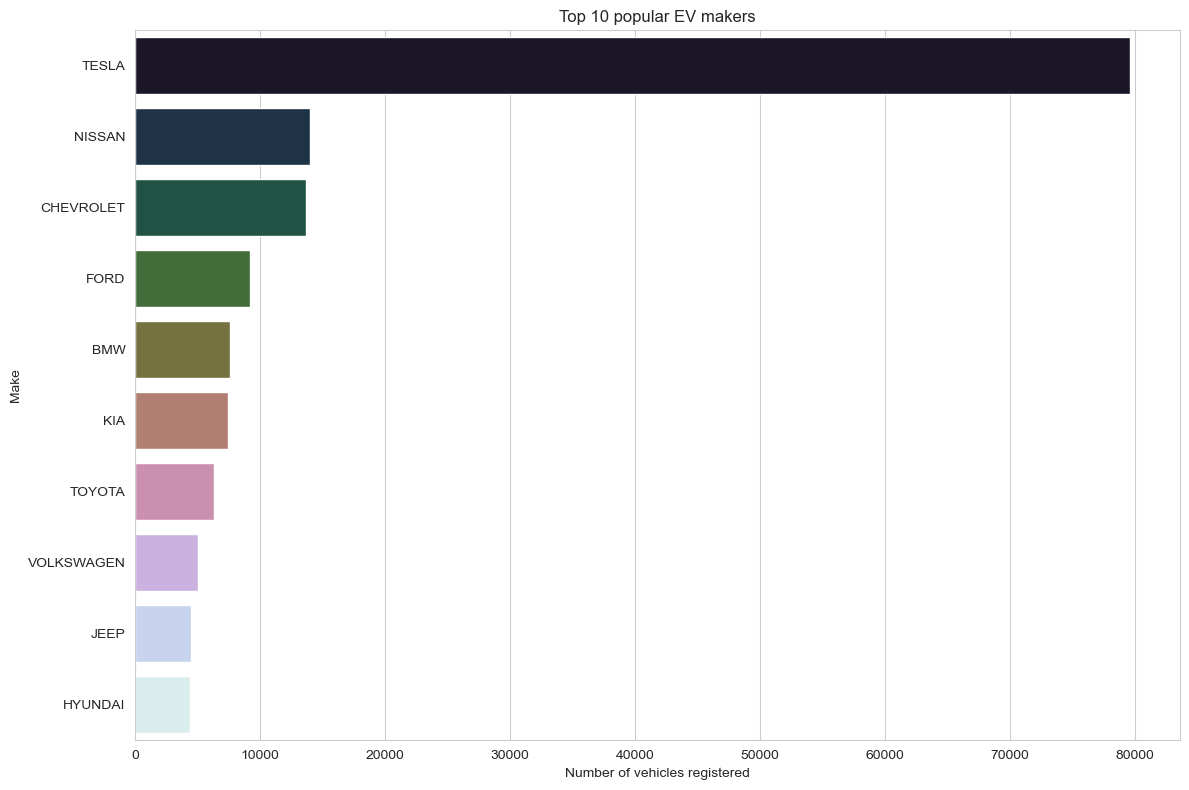 Top 10 popular EV makers
Make
TESLA
NISSAN
CHEVROLET
FORD
BMW
KIA
TOYOTA
VOLKSWAGEN
JEEP
HYUNDAI
0 10000 20000 30000 40000 50000 60000 70000 80000
Number of vehicles registered